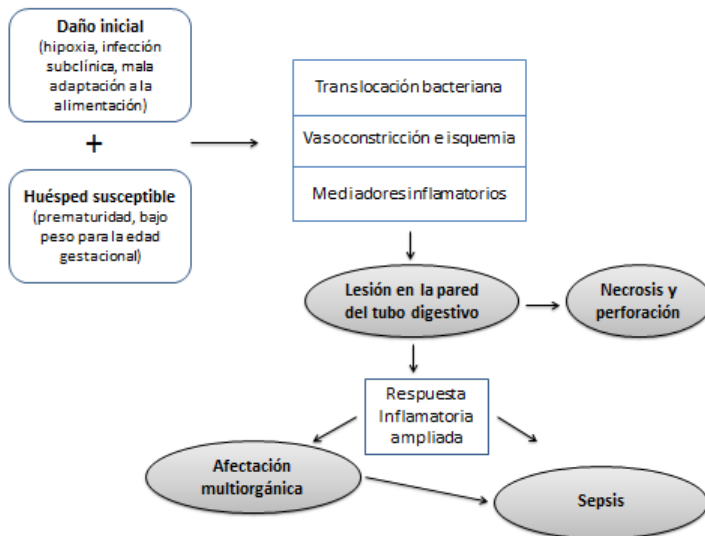 Daño inicial
(hipoxia, infección
subclínica, mala
adaptación a la
alimentación)
+
Huésped susceptible
(prematuridad, bajo
peso para la edad
gestacional)
Translocación bacteriana
Vasoconstricción e isquemia
Mediadores inflamatorios
Lesión en la pared
del tubo digestivo
Necrosis y
perforación
Respuesta
Inflamatoria
ampliada
Afectación
multiorgánica
Sepsis